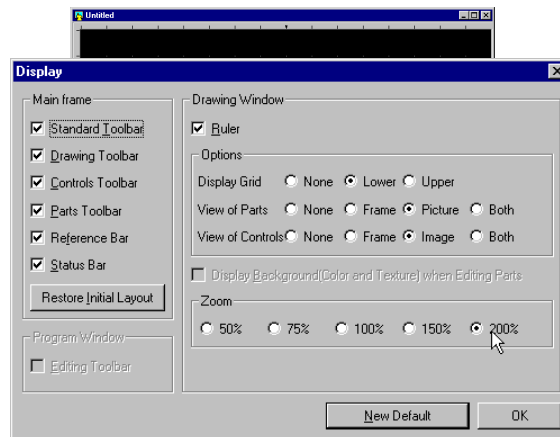 Untitled
Display
Main frame
Standard Toolbar
Drawing Toolbar
Controls Toolbar
Parts Toolbar
Reference Bar
Status Bar
Restore Initial Layout
Program Window
Editing Toolbar
Drawing Window
Ruler
Options
Display Grid None Lower Upper
View of Parts None Frame Picture Both
View of Controls None Frame Image Both
Display Background(Color and Texture) when Editing Parts
Zoom
50% 75% 100% 150% 200%
New Default OK